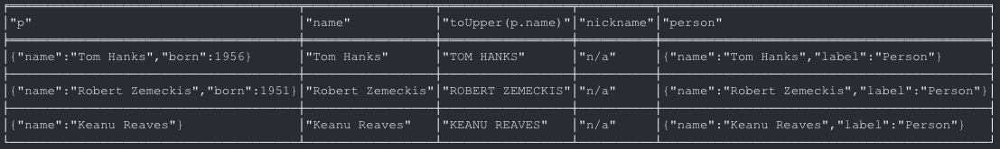 "p" "name" "toUpper(p.name)" "nickname" "person"
{"name":"Tom Hanks","born":1956} "Tom Hanks" "TOM HANKS" "n/a" {"name":"Tom Hanks","label":"Person"}
{"name":"Robert Zemeckis","born":1951} "Robert Zemeckis" "ROBERT ZEMECKIS" "n/a" {"name":"Robert Zemeckis","label":"Person"}
{"name":"Keanu Reaves"} "Keanu Reaves" "KEANU REAVES" "n/a" {"name":"Keanu Reaves","label":"Person"}